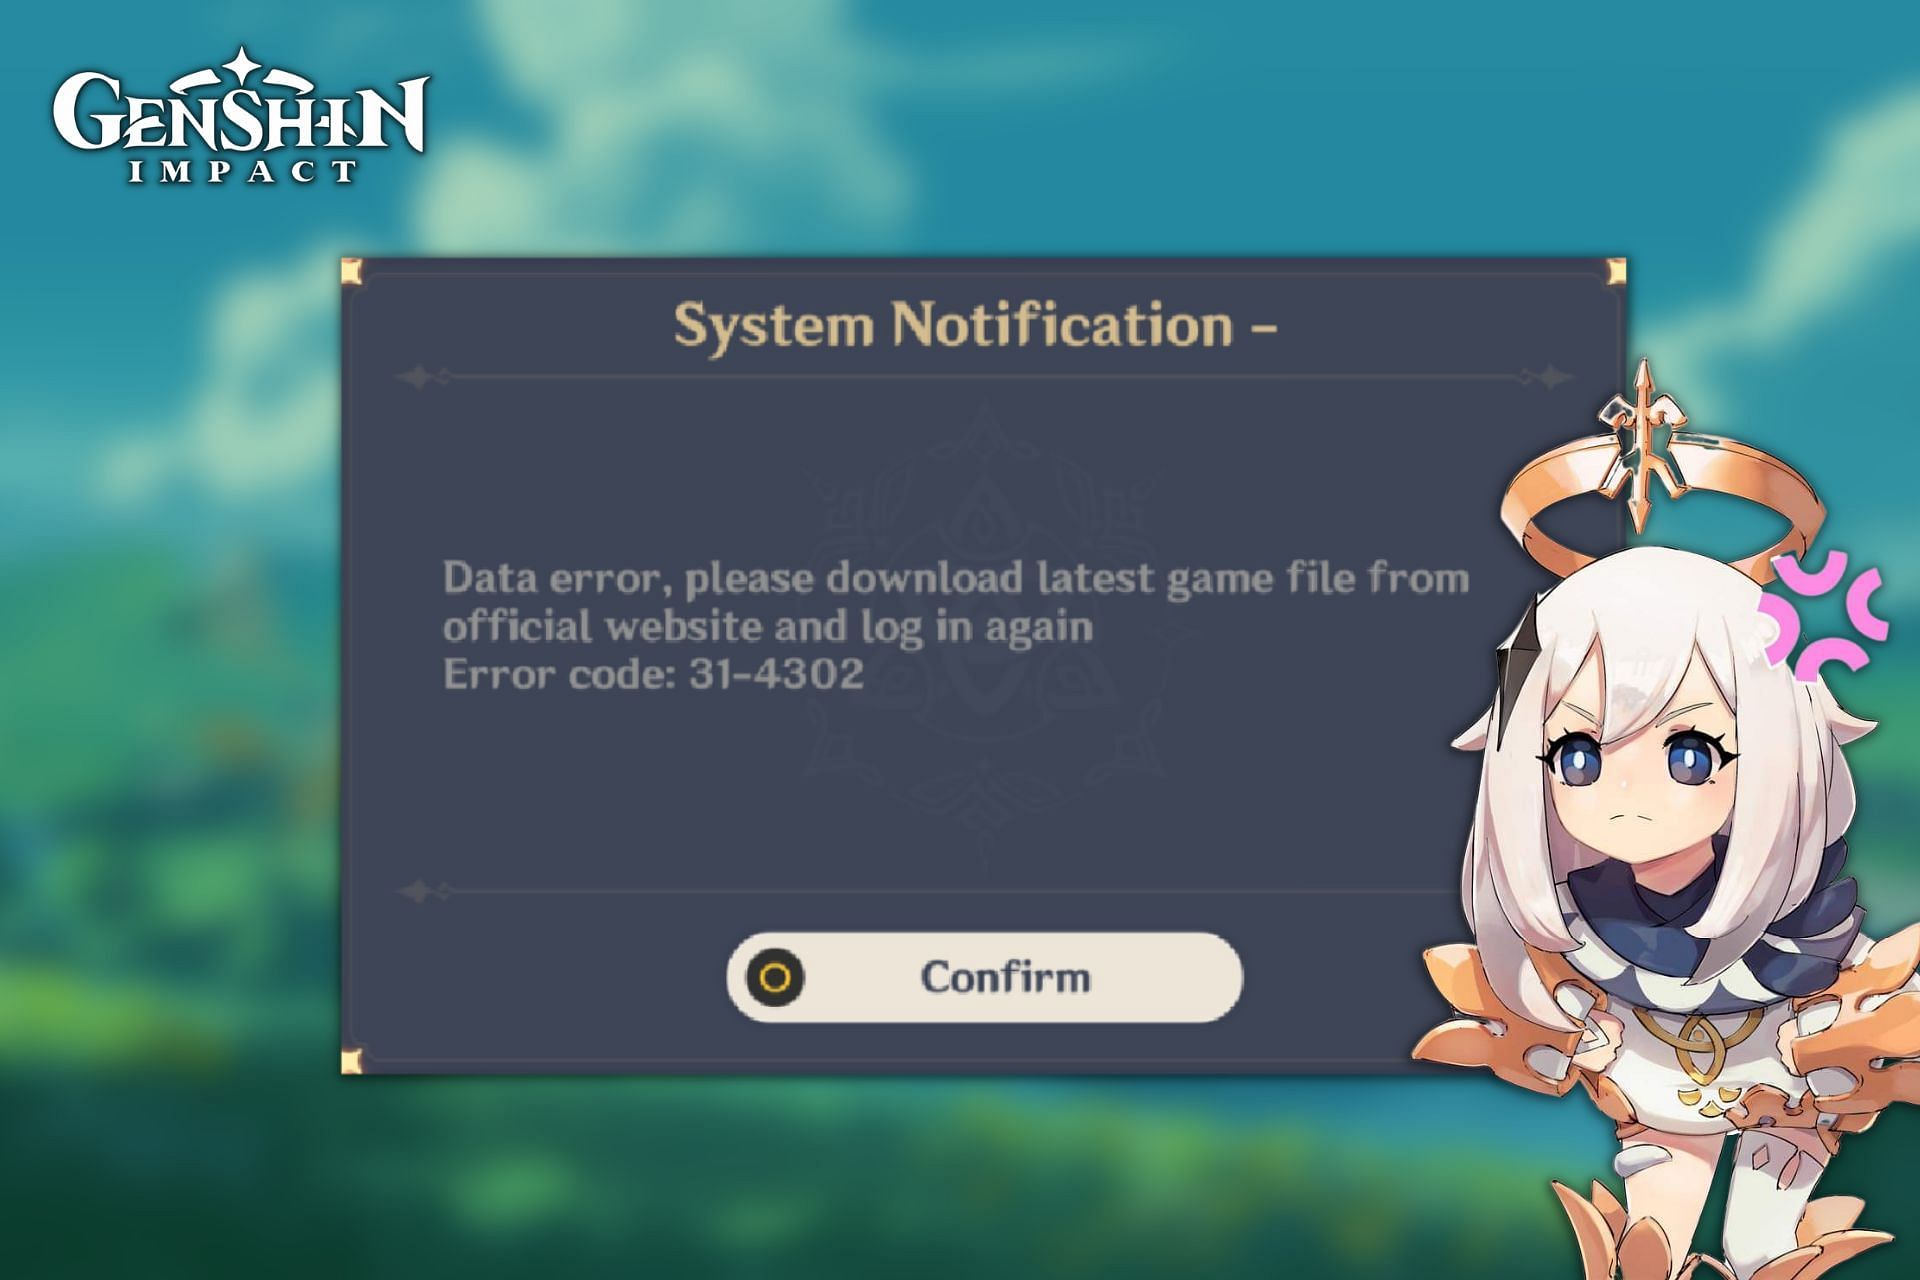 GENSHIN
IMPACT
System Notification -
Data error, please download latest game file from
official website and log in again
Error code: 31-4302
Confirm